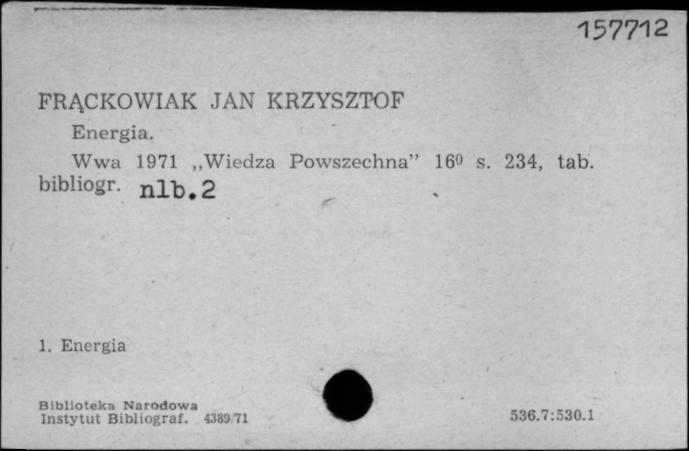 157712
FRĄCKOWIAK JAN KRZYSZTOF
Energia.
Wwa 1971 „Wiedza Powszechna” 16⁰ s. 234, tab.
bibliogr. nlb.2
1. Energia
Biblioteka Narodowa
Instytut Bibliograf. 4389/71
536.7:530.1